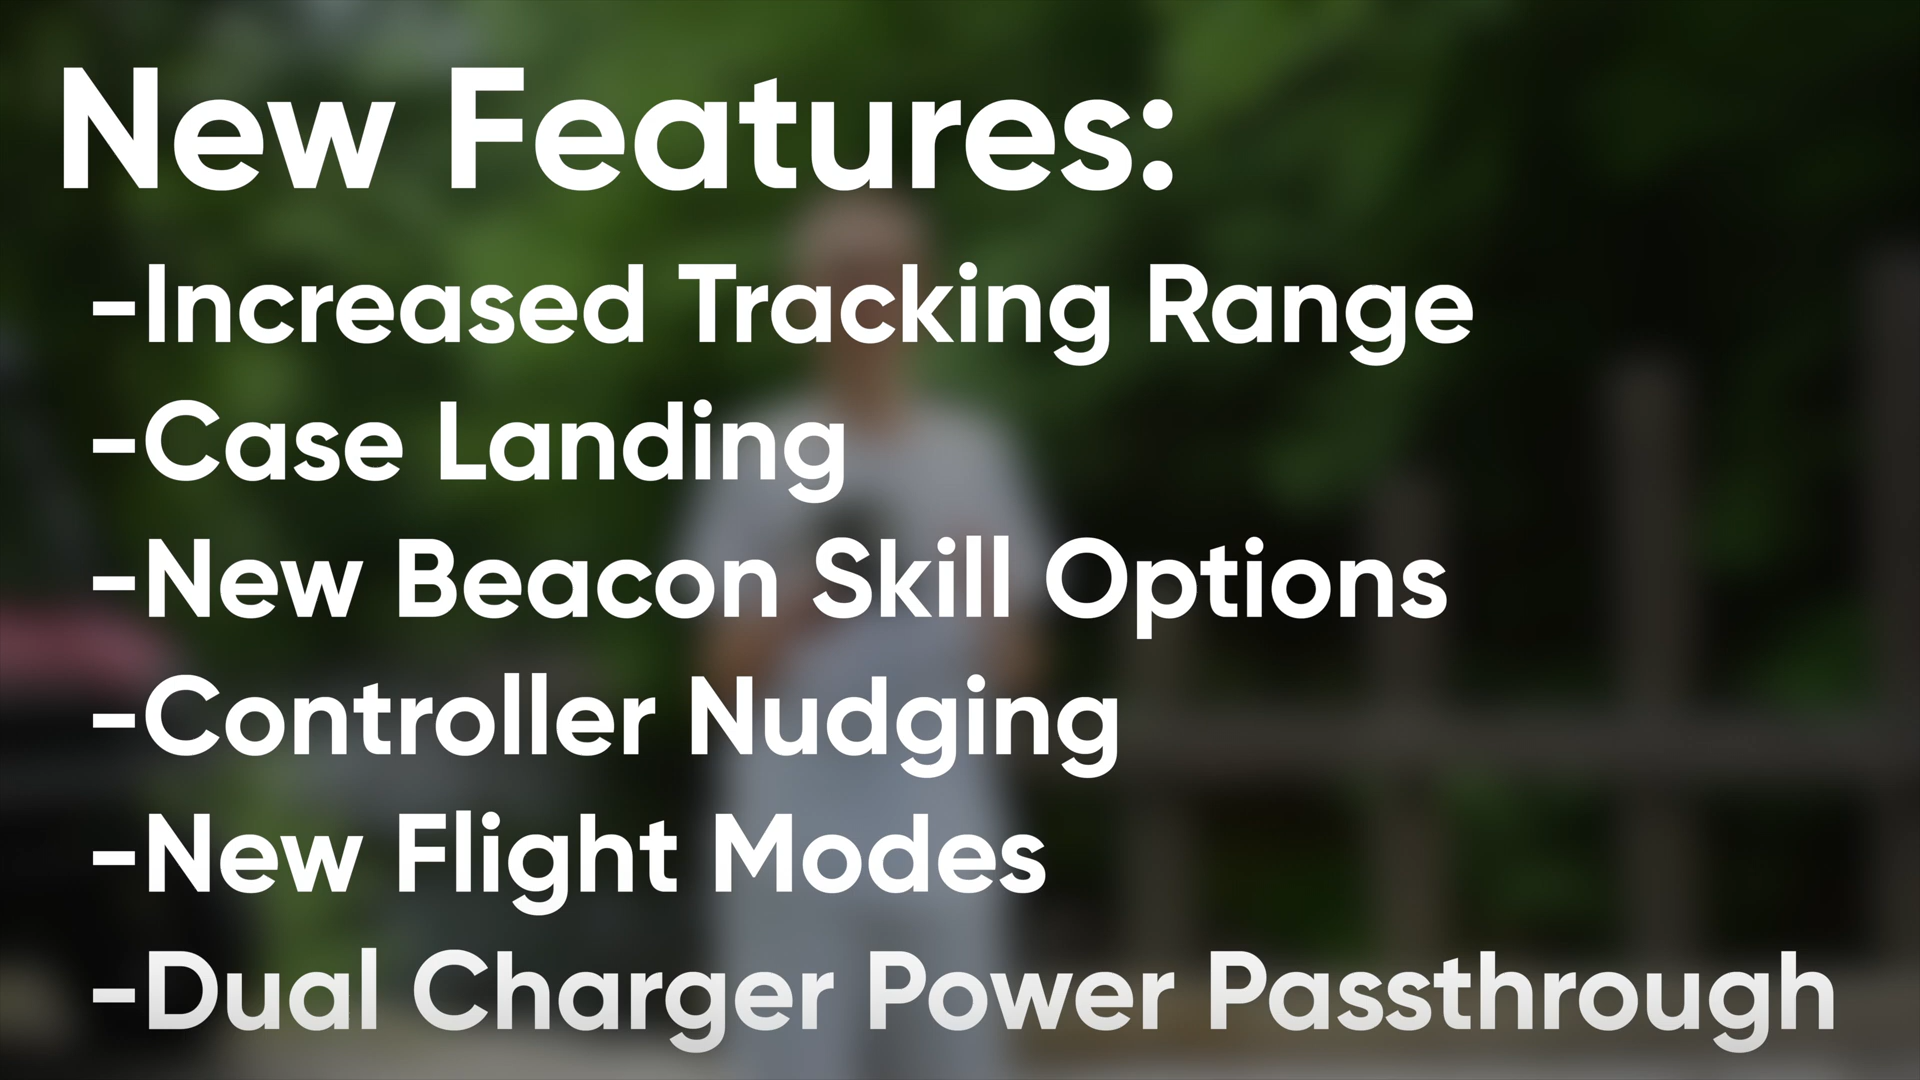 New Features:
-Increased Tracking Range
-Case Landing
-New Beacon Skill Options
-Controller Nudging
-New Flight Modes
-Dual Charger Power Passthrough